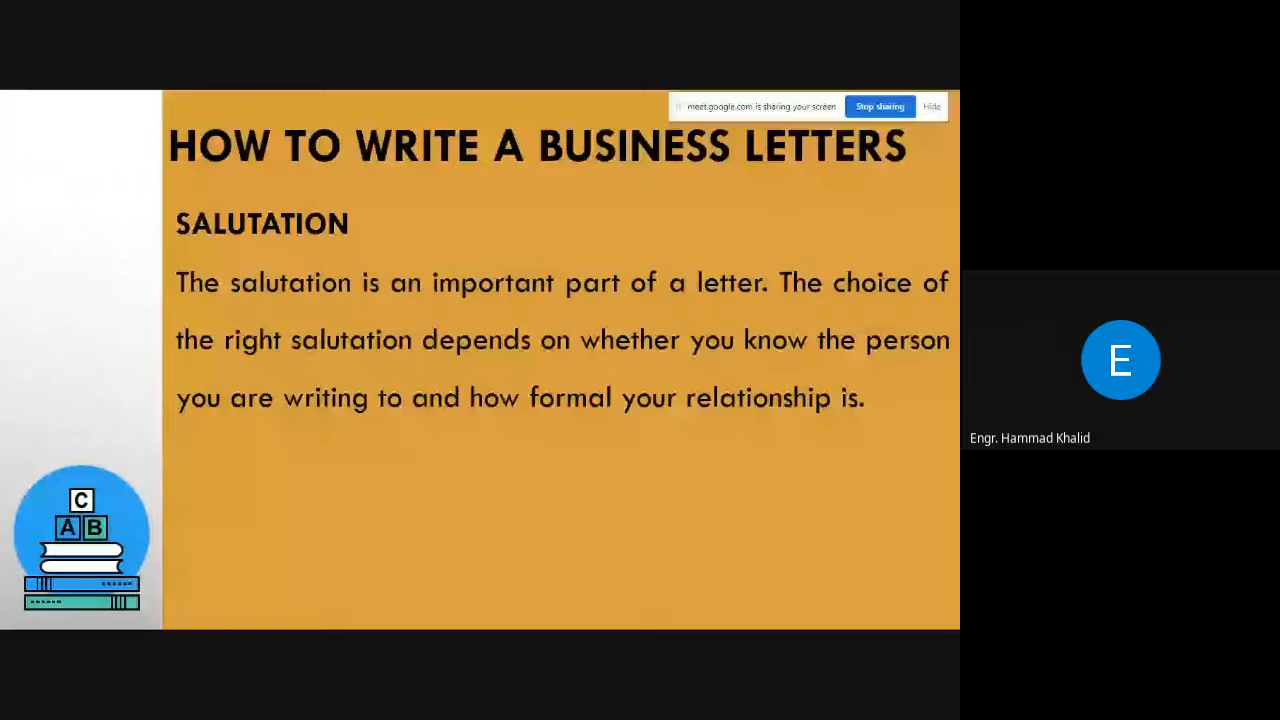 meet.google.com is sharing your screen Stop sharing Hide
HOW TO WRITE A BUSINESS LETTERS
SALUTATION
The salutation is an important part of a letter. The choice of
the right salutation depends on whether you know the person
you are writing to and how formal your relationship is.
C
A B
E
Engr. Hammad Khalid